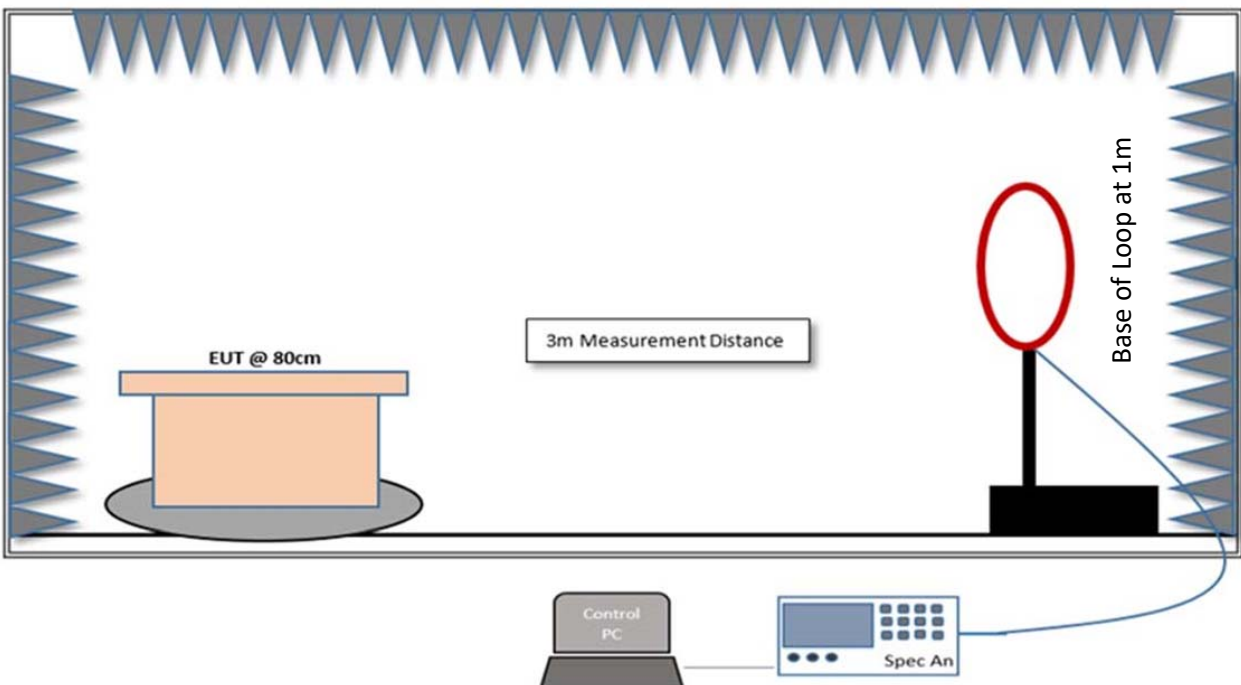 Base of Loop at 1m
3m Measurement Distance
EUT @ 80cm
Control
PC
Spec An